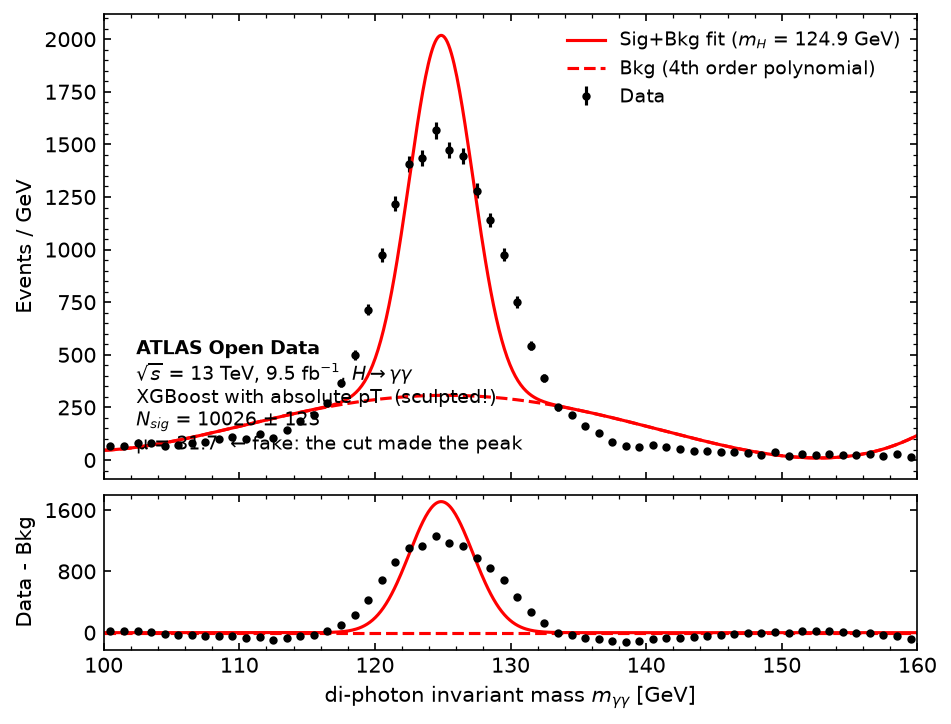 2000
1750
1500
1250
1000
750
500
250
0
Events / GeV
Sig+Bkg fit (m_H = 124.9 GeV)
Bkg (4th order polynomial)
Data
ATLAS Open Data
√s = 13 TeV, 9.5 fb⁻¹, H→γγ
XGBoost with absolute pT (sculpted!)
N_sig = 10026 ± 123
μ = 31.7 ← fake: the cut made the peak
1600
800
0
Data - Bkg
100 110 120 130 140 150 160
di-photon invariant mass m_γγ [GeV]